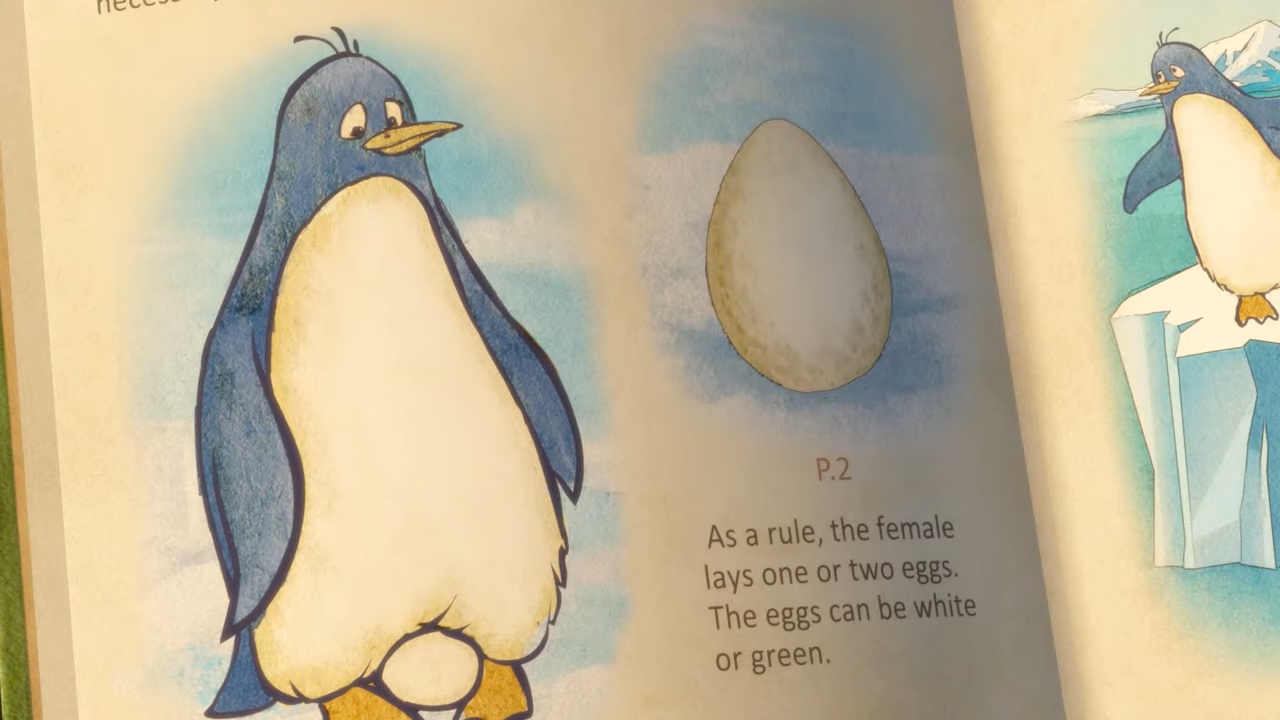 P.2
As a rule, the female
lays one or two eggs.
The eggs can be white
or green.